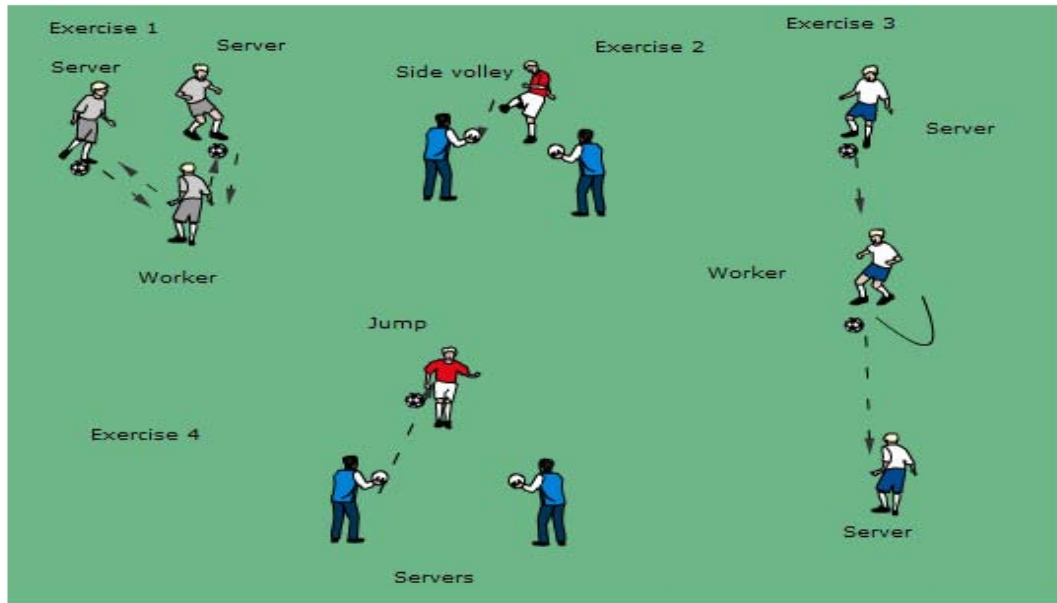 Exercise 1
Server
Server
Worker
Side volley
Exercise 2
Exercise 3
Server
Worker
Server
Jump
Exercise 4
Servers